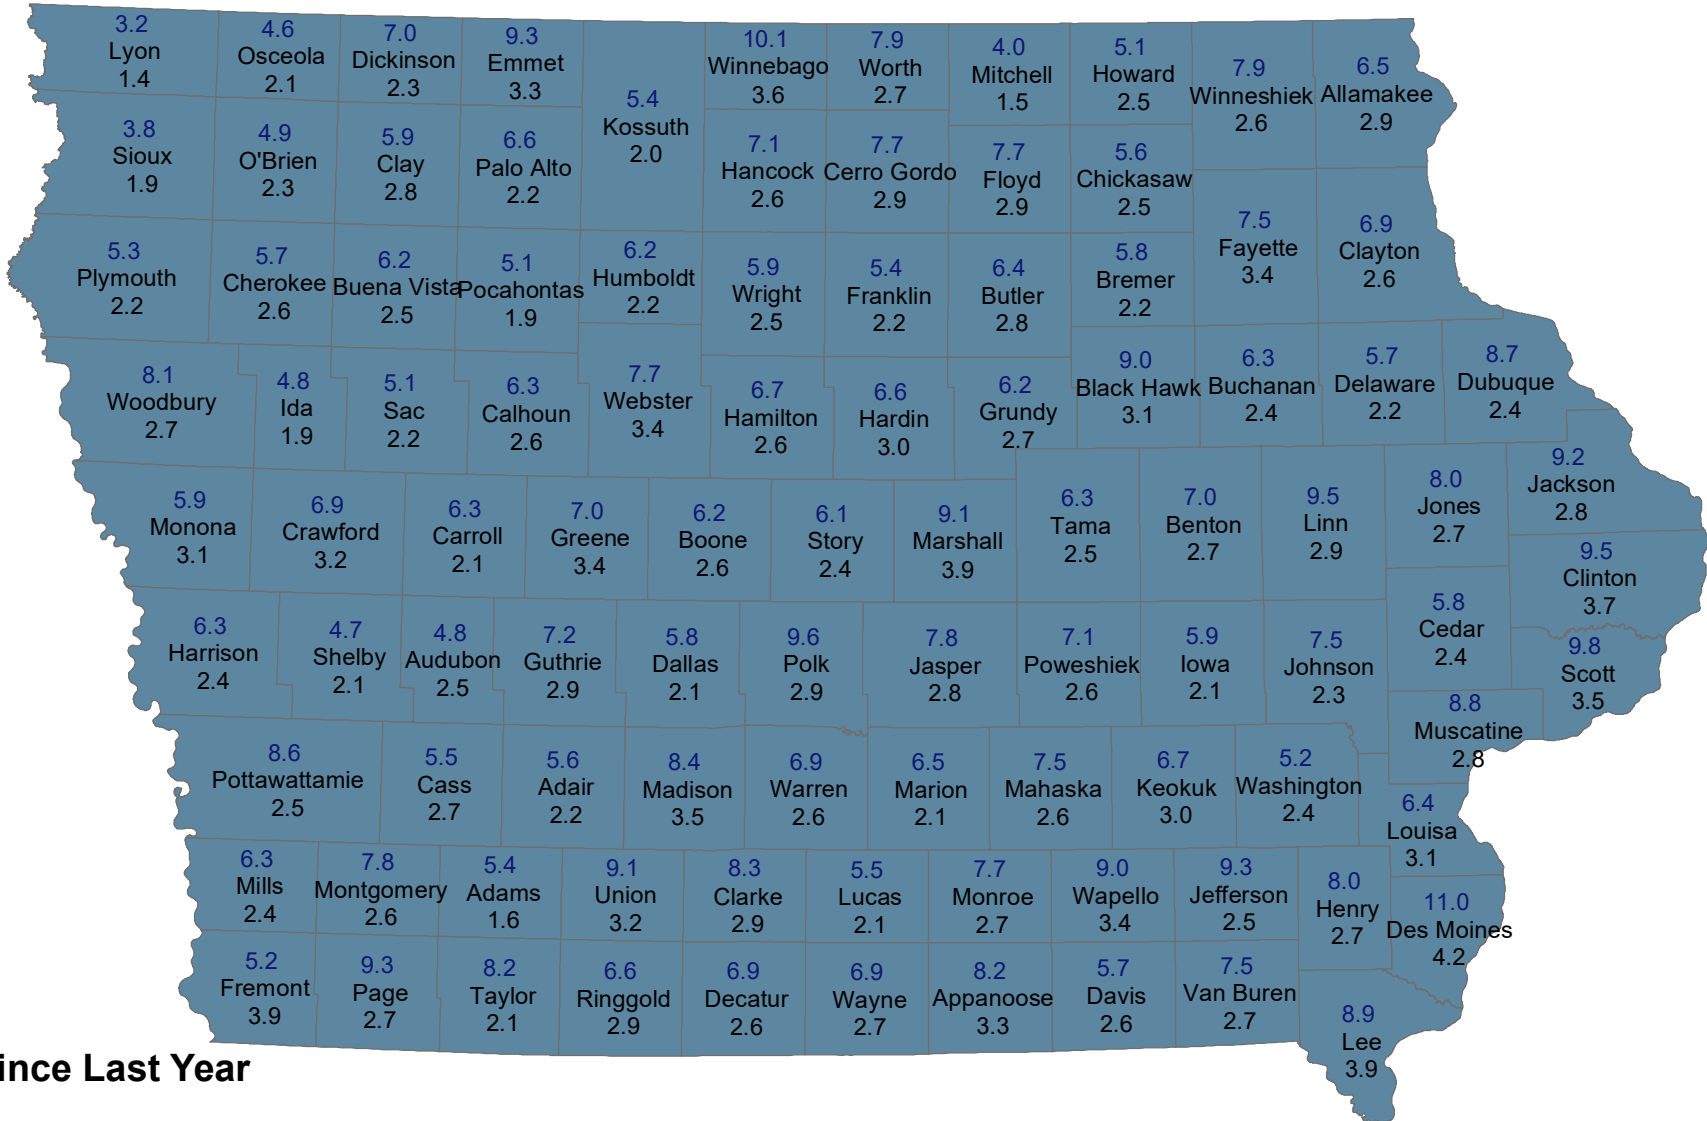 3.2
Lyon
1.4
4.6
Osceola
2.1
7.0
Dickinson
2.3
9.3
Emmet
3.3
5.4
Kossuth
2.0
10.1
Winnebago
3.6
7.9
Worth
2.7
4.0
Mitchell
1.5
5.1
Howard
2.5
7.9
Winneshiek
2.6
6.5
Allamakee
2.9
3.8
Sioux
1.9
4.9
O'Brien
2.3
5.9
Clay
2.8
6.6
Palo Alto
2.2
7.1
Hancock
2.6
7.7
Cerro Gordo
2.9
7.7
Floyd
2.9
5.6
Chickasaw
2.5
7.5
Fayette
3.4
6.9
Clayton
2.6
5.3
Plymouth
2.2
5.7
Cherokee
2.6
6.2
Buena Vista
2.5
5.1
Pocahontas
1.9
6.2
Humboldt
2.2
5.9
Wright
2.5
5.4
Franklin
2.2
6.4
Butler
2.8
5.8
Bremer
2.2
8.1
Woodbury
2.7
4.8
Ida
1.9
5.1
Sac
2.2
6.3
Calhoun
2.6
7.7
Webster
3.4
6.7
Hamilton
2.6
6.6
Hardin
3.0
6.2
Grundy
2.7
9.0
Black Hawk
3.1
6.3
Buchanan
2.4
5.7
Delaware
2.2
8.7
Dubuque
2.4
5.9
Monona
3.1
6.9
Crawford
3.2
6.3
Carroll
2.1
7.0
Greene
3.4
6.2
Boone
2.6
6.1
Story
2.4
9.1
Marshall
3.9
6.3
Tama
2.5
7.0
Benton
2.7
9.5
Linn
2.9
8.0
Jones
2.7
9.2
Jackson
2.8
9.5
Clinton
3.7
6.3
Harrison
2.4
4.7
Shelby
2.1
4.8
Audubon
2.5
7.2
Guthrie
2.9
5.8
Dallas
2.1
9.6
Polk
2.9
7.8
Jasper
2.8
7.1
Poweshiek
2.6
5.9
Iowa
2.1
7.5
Johnson
2.3
5.8
Cedar
2.4
9.8
Scott
3.5
8.8
Muscatine
2.8
8.6
Pottawattamie
2.5
5.5
Cass
2.7
5.6
Adair
2.2
8.4
Madison
3.5
6.9
Warren
2.6
6.5
Marion
2.1
7.5
Mahaska
2.6
6.7
Keokuk
3.0
5.2
Washington
2.4
6.4
Louisa
3.1
6.3
Mills
2.4
7.8
Montgomery
2.6
5.4
Adams
1.6
9.1
Union
3.2
8.3
Clarke
2.9
5.5
Lucas
2.1
7.7
Monroe
2.7
9.0
Wapello
3.4
9.3
Jefferson
2.5
8.0
Henry
2.7
11.0
Des Moines
4.2
5.2
Fremont
3.9
9.3
Page
2.7
8.2
Taylor
2.1
6.6
Ringgold
2.9
6.9
Decatur
2.6
6.9
Wayne
2.7
8.2
Appanoose
3.3
5.7
Davis
2.6
7.5
Van Buren
2.7
8.9
Lee
3.9
ince Last Year